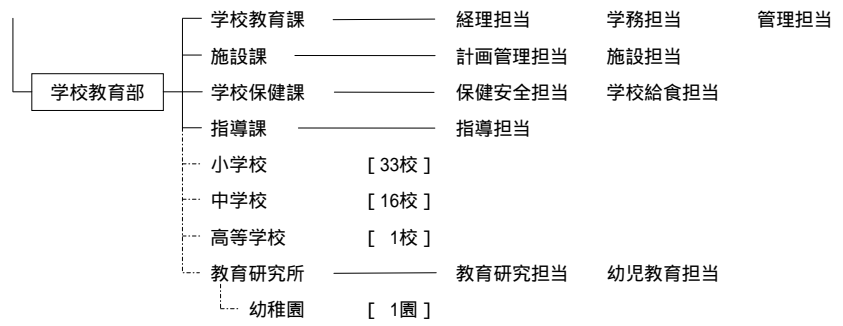 学校教育課 経理担当 学務担当 管理担当
施設課 計画管理担当 施設担当
学校教育部 学校保健課 保健安全担当 学校給食担当
指導課 指導担当
小学校 [ 33校 ]
中学校 [ 16校 ]
高等学校 [ 1校 ]
教育研究所 教育研究担当 幼児教育担当
幼稚園 [ 1園 ]